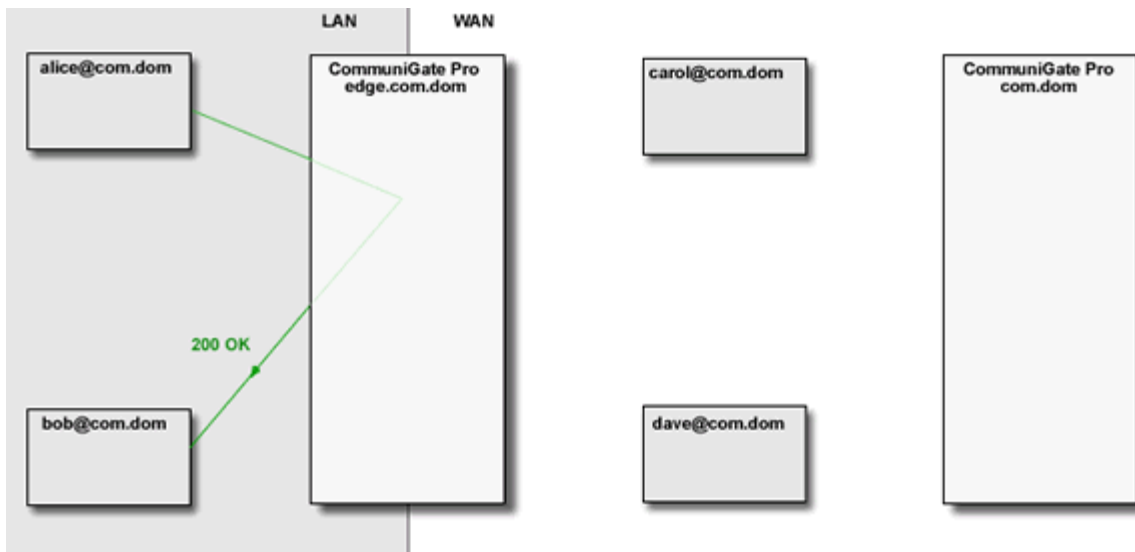 LAN
WAN
alice@com.dom
CommuniGate Pro
edge.com.dom
carol@com.dom
CommuniGate Pro
com.dom
200 OK
bob@com.dom
dave@com.dom